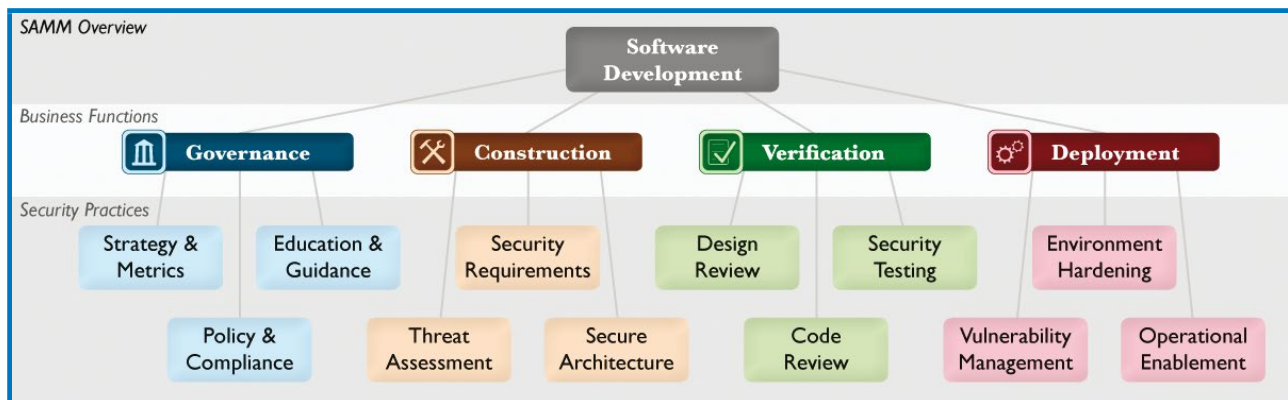 SAMM Overview
Software
Development
Business Functions
Governance
Construction
Verification
Deployment
Security Practices
Strategy &
Metrics
Education &
Guidance
Security
Requirements
Design
Review
Security
Testing
Environment
Hardening
Policy &
Compliance
Threat
Assessment
Secure
Architecture
Code
Review
Vulnerability
Management
Operational
Enablement